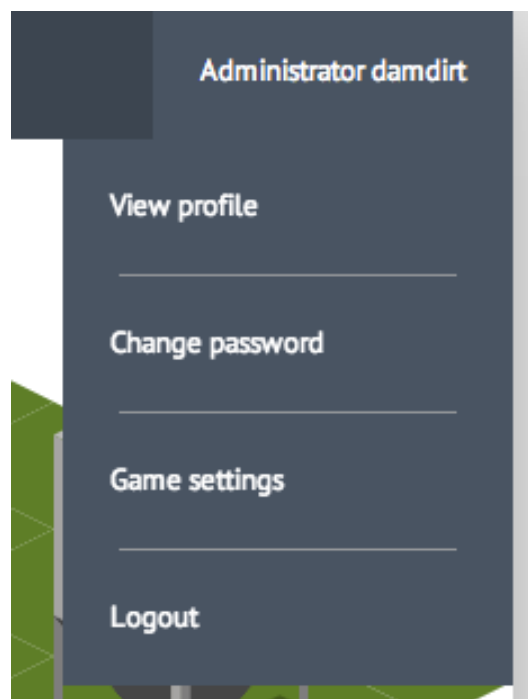 Administrator damdirt
View profile
Change password
Game settings
Logout